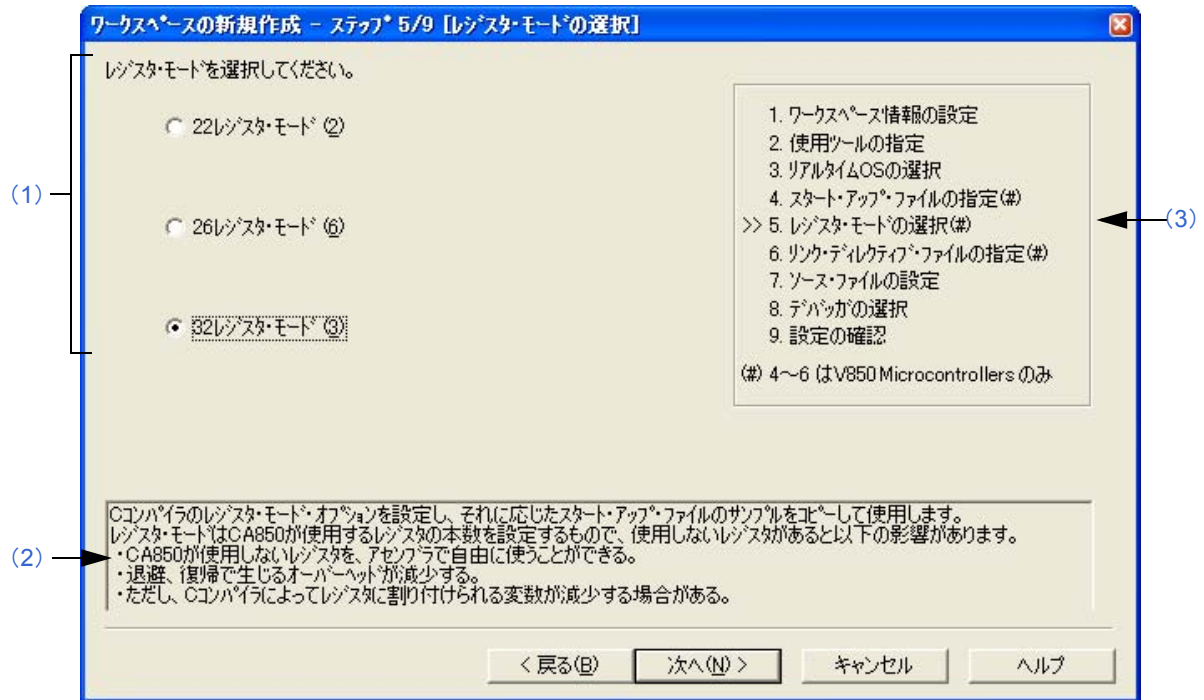 ワークスペースの新規作成 - ステップ 5/9 [レジスタ・モードの選択]
レジスタ・モードを選択してください。
22レジスタ・モード (2)
26レジスタ・モード (6)
32レジスタ・モード (3)
1. ワークスペース情報の設定
2. 使用ツールの指定
3. リアルタイムOSの選択
4. スタート・アップ・ファイルの指定(#)
>> 5. レジスタ・モードの選択(#)
6. リンク・ディレクティブ・ファイルの指定(#)
7. ソース・ファイルの設定
8. デバッガの選択
9. 設定の確認
(#) 4～6 はV850 Microcontrollers のみ
(1)
(3)
(2)
Cコンパイラのレジスタ・モード・オプションを設定し、それに応じたスタート・アップ・ファイルのサンプルをコピーして使用します。
レジスタ・モードはCA850が使用するレジスタの本数を設定するもので、使用しないレジスタがあると以下の影響があります。
・CA850が使用しないレジスタを、アセンブラで自由に使うことができる。
・退避、復帰で生じるオーバーヘッドが減少する。
・ただし、Cコンパイラによってレジスタに割り付けられる変数が減少する場合がある。
< 戻る(B)
次へ(N) >
キャンセル
ヘルプ